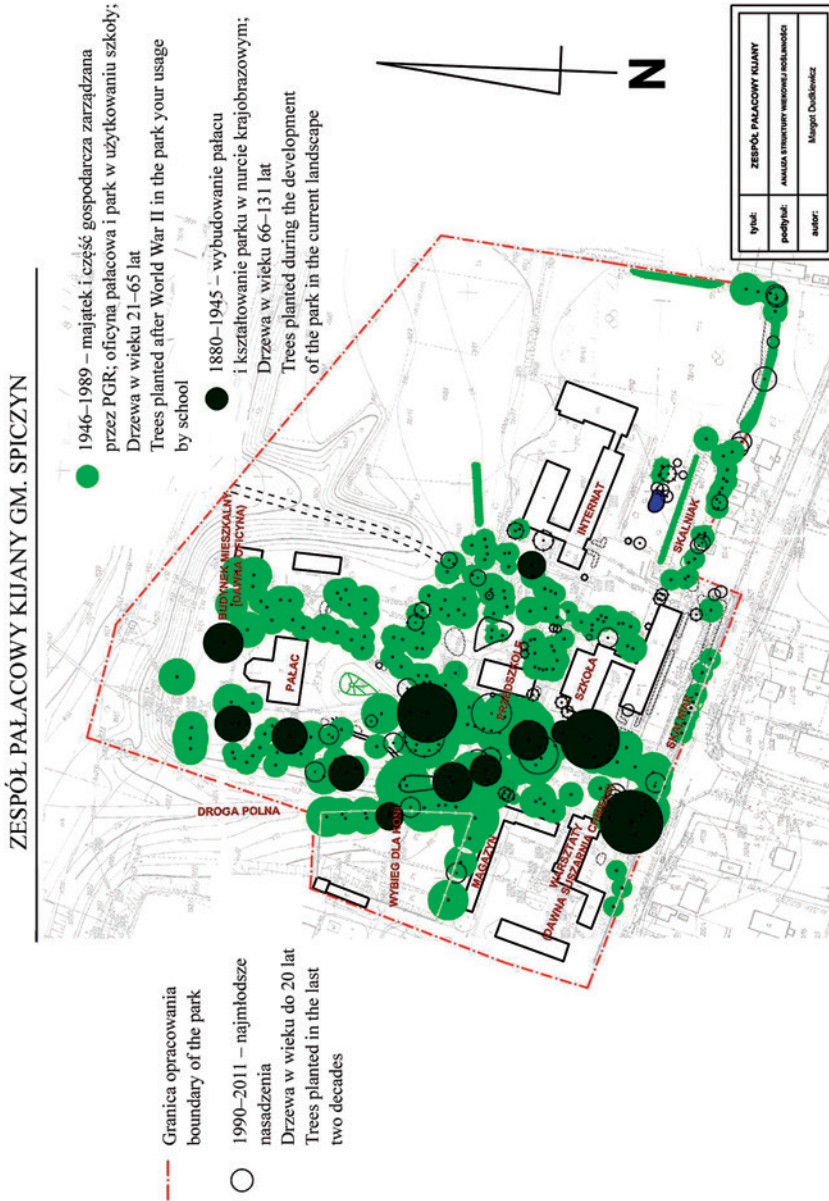 ZESPÓŁ PAŁACOWY KIJANY GM. SPICZYN
Granica opracowania
boundary of the park
1990–2011 – najmłodsze
nasadzenia
Drzewa w wieku do 20 lat
Trees planted in the last
two decades
1946–1989 – majątek i część gospodarcza zarządzana
przez PGR; oficyna pałacowa i park w użytkowaniu szkoły;
Drzewa w wieku 21–65 lat
Trees planted after World War II in the park your usage
by school
1880–1945 – wybudowanie pałacu
i kształtowanie parku w nurcie krajobrazowym;
Drzewa w wieku 66–131 lat
Trees planted during the development
of the park in the current landscape
BUDYNEK MIESZKALNY
(DAWNA OFICYNA)
PAŁAC
DROGA POLNA
WYBIEG DLA KONI
MAGAZYN
WARSZTATY
(DAWNA SUSZARNIA
PRZEDSZKOLE
SZKOŁA
INTERNAT
SKALNIAK
SKALNIAK
N
tytuł: ZESPÓŁ PAŁACOWY KIJANY
podtytuł: ANALIZA STRUKTURY WIEKOWEJ ROŚLINNOŚCI
autor: Margot Dudkiewicz